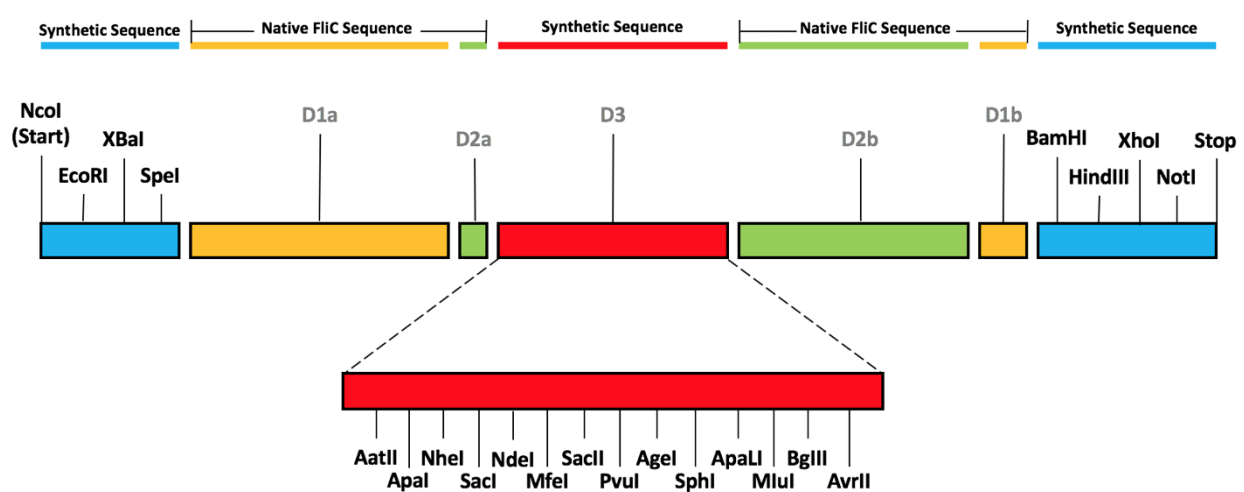 Synthetic Sequence
Native FliC Sequence
Synthetic Sequence
Native FliC Sequence
Synthetic Sequence
NcoI
(Start)
EcoRI
XBaI
SpeI
D1a
D2a
D3
D2b
D1b
BamHI
HindIII
XhoI
NotI
Stop
AatII
ApaI
NheI
SacI
NdeI
MfeI
SacII
PvuI
AgeI
SphI
ApaLI
MluI
BglII
AvrII